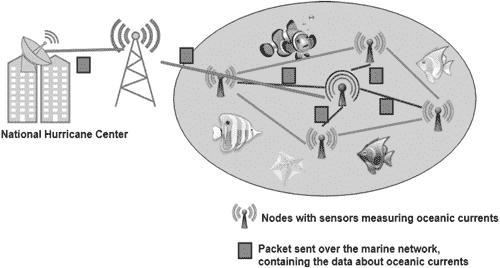 National Hurricane Center
Nodes with sensors measuring oceanic currents
Packet sent over the marine network,
containing the data about oceanic currents